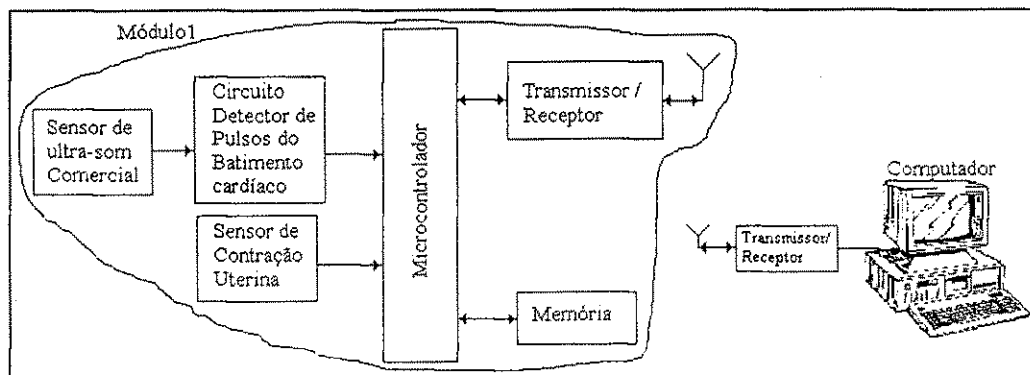 Módulo1
Sensor de
ultra-som
Comercial
Circuito
Detector de
Pulsos do
Batimento
cardíaco
Sensor de
Contração
Uterina
Microcontrolador
Transmissor /
Receptor
Memória
Transmissor/
Receptor
Computador